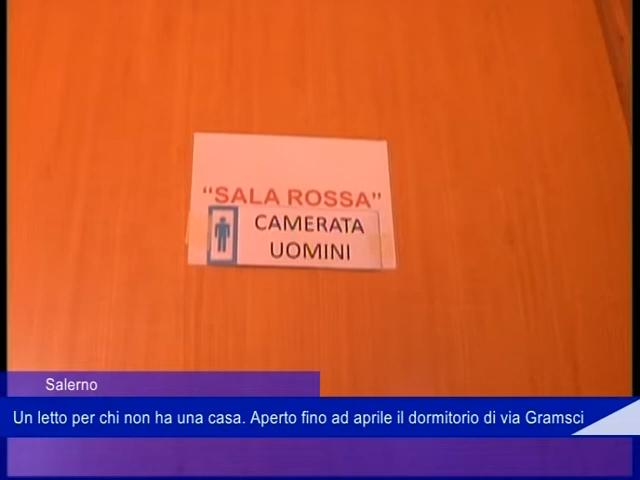 “SALA ROSSA”
CAMERATA
UOMINI
Salerno
Un letto per chi non ha una casa. Aperto fino ad aprile il dormitorio di via Gramsci